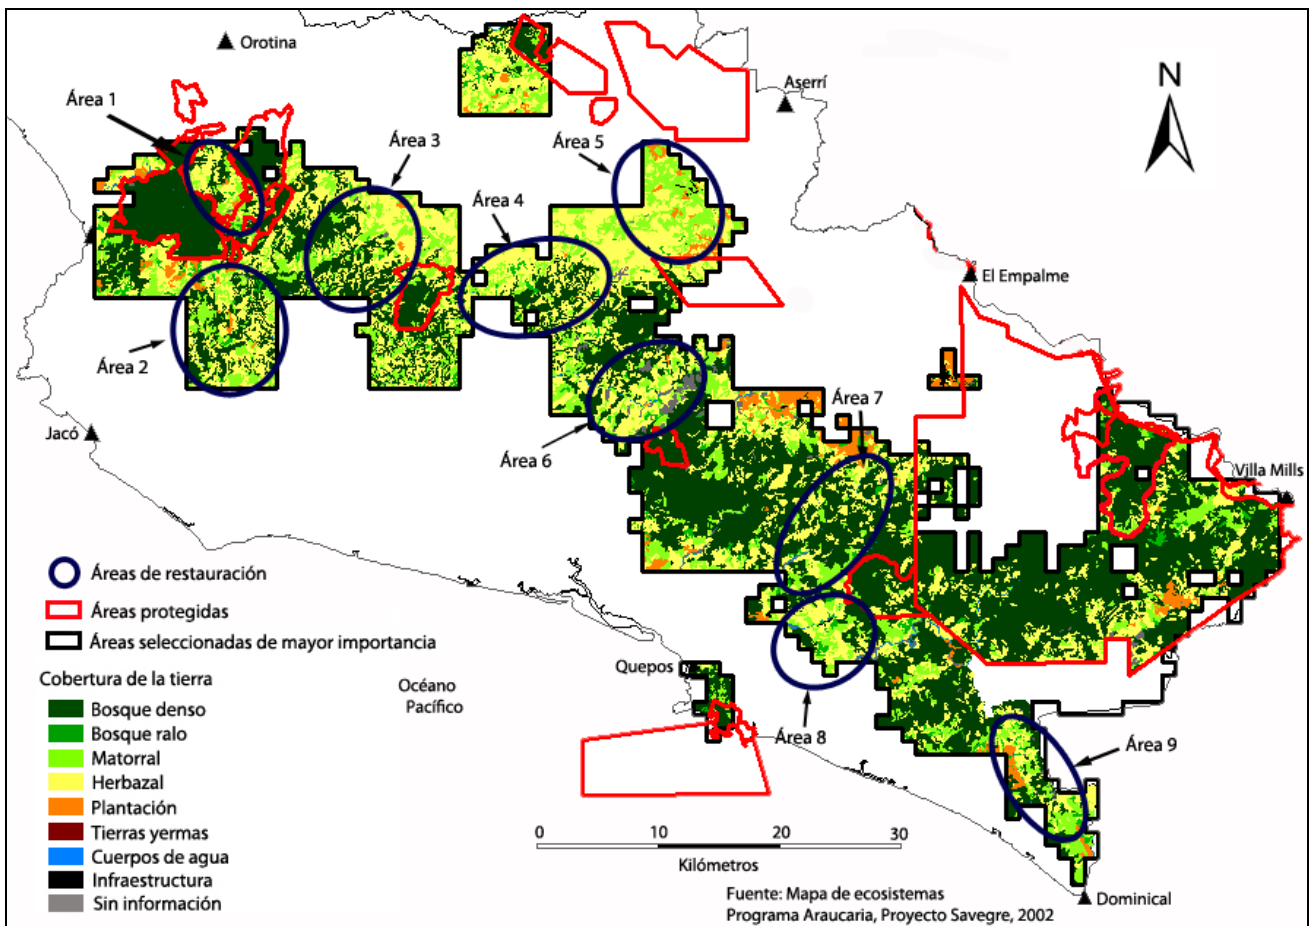 Orotina
Aserrí
N
Área 1
Área 3
Área 5
Área 4
El Empalme
Área 2
Área 7
Jacó
Área 6
Villa Mills
Áreas de restauración
Áreas protegidas
Áreas seleccionadas de mayor importancia
Quepos
Cobertura de la tierra
Océano
Pacífico
Bosque denso
Bosque ralo
Matorral
Herbazal
Plantación
Tierras yermas
Cuerpos de agua
Infraestructura
Sin información
Área 8
Área 9
0 10 20 30
Kilómetros
Fuente: Mapa de ecosistemas
Programa Araucaria, Proyecto Savegre, 2002
Dominical